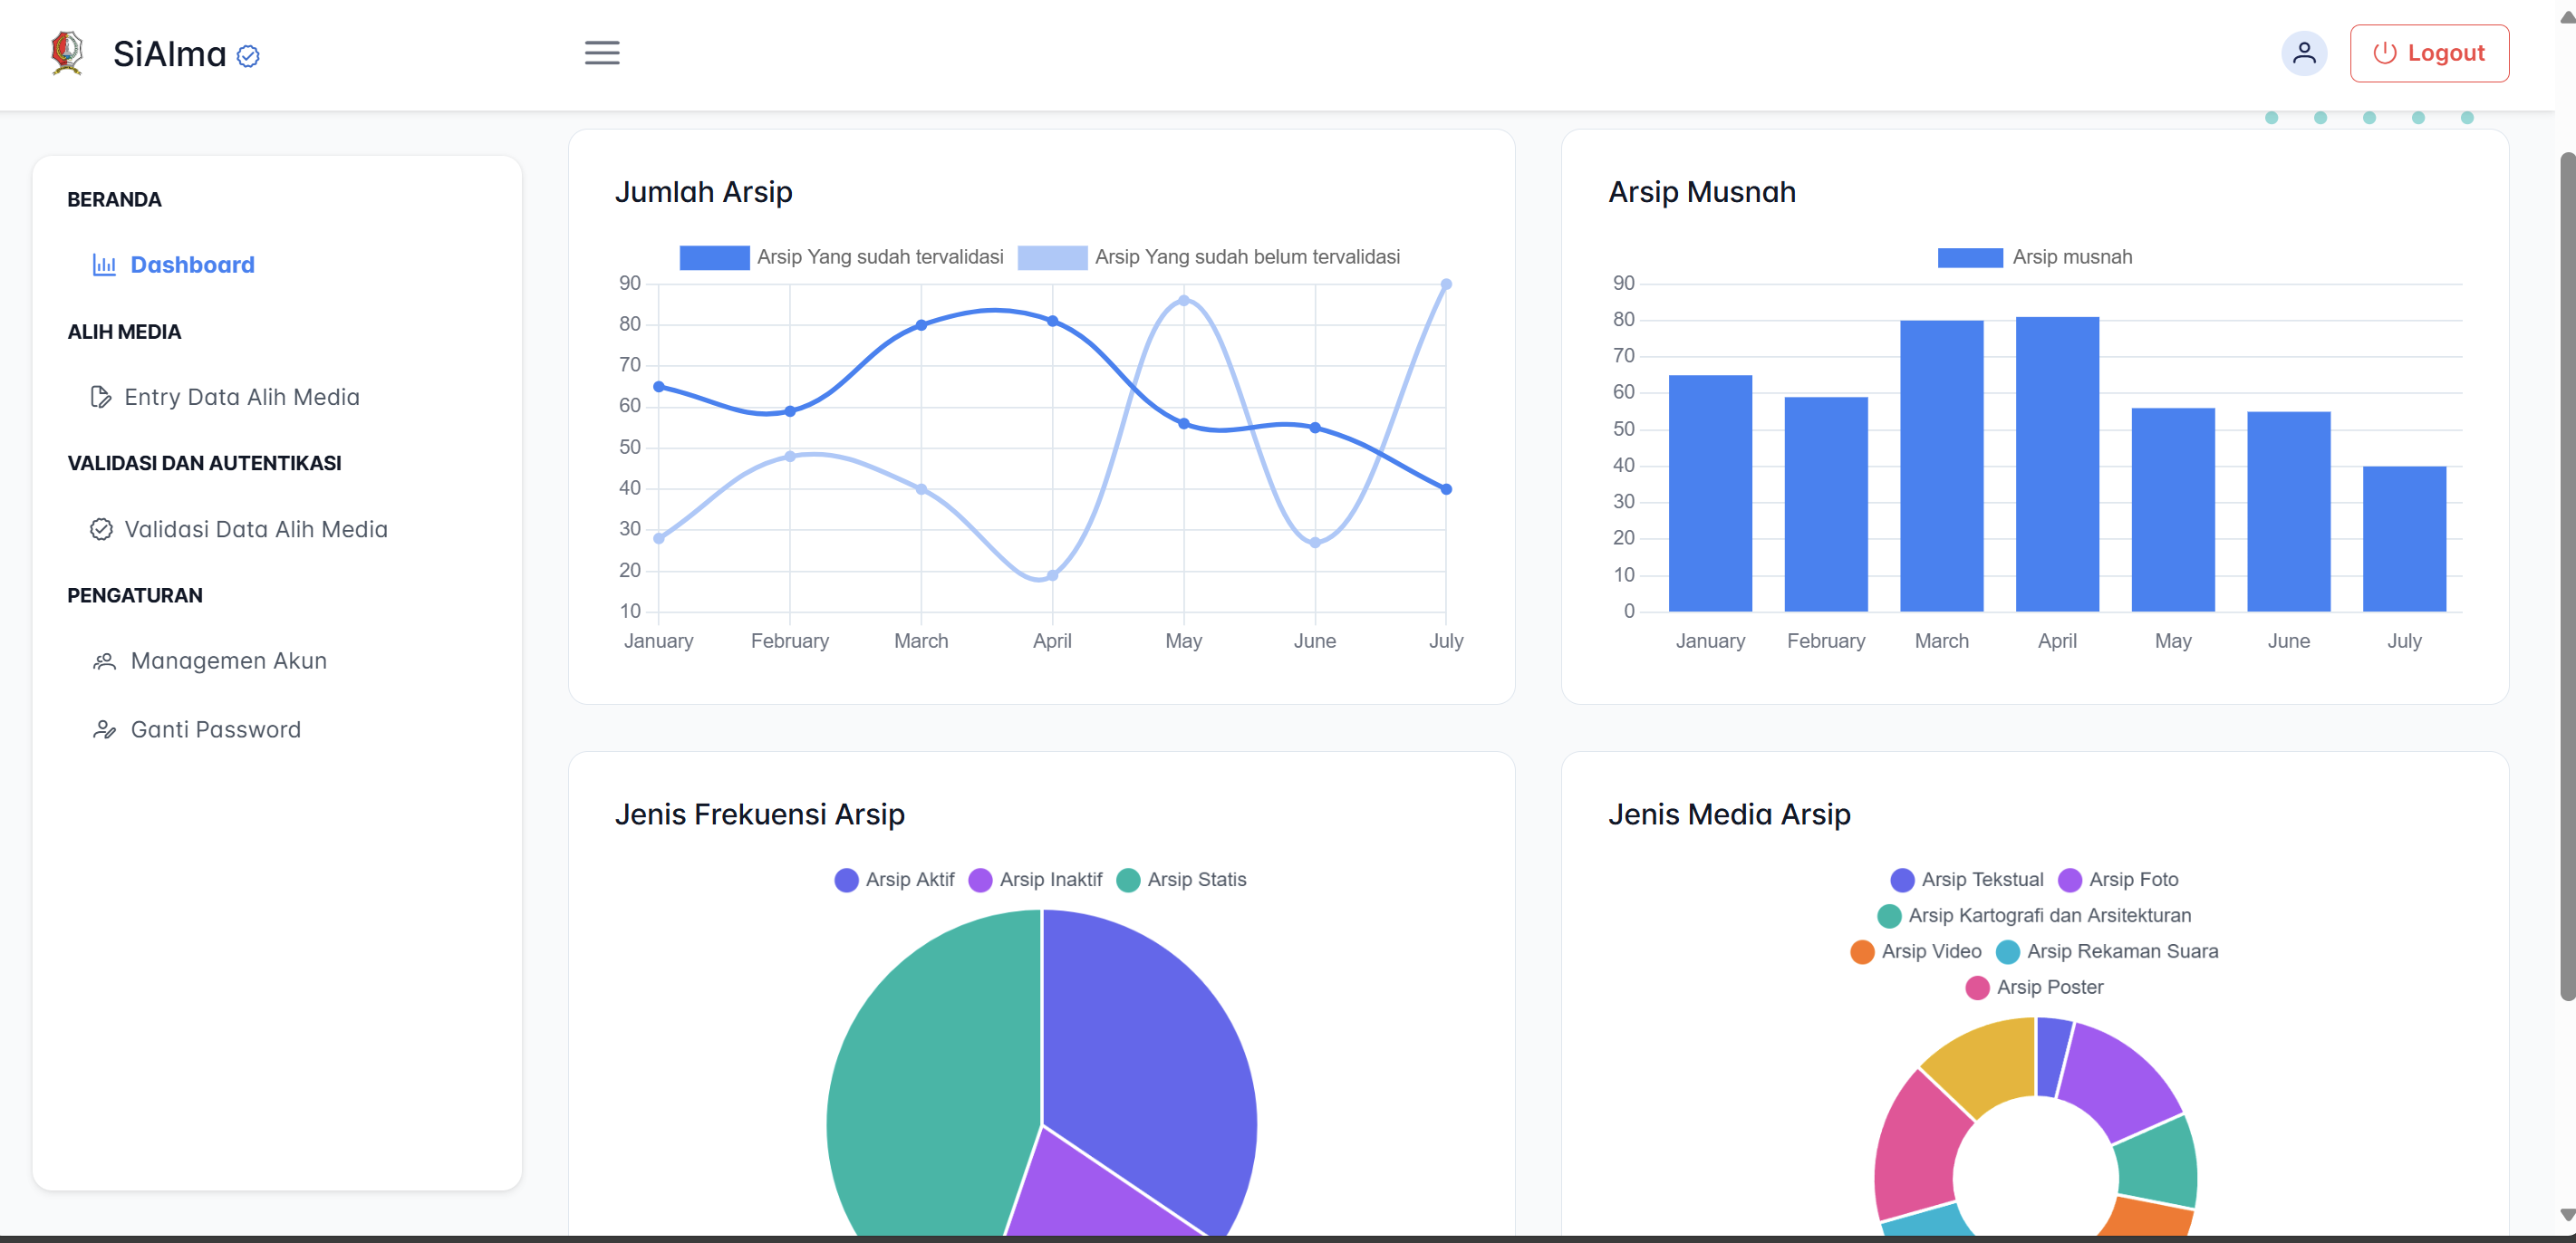 SiAlma
Logout
BERANDA
Dashboard
ALIH MEDIA
Entry Data Alih Media
VALIDASI DAN AUTENTIKASI
Validasi Data Alih Media
PENGATURAN
Managemen Akun
Ganti Password
Jumlah Arsip
Arsip Yang sudah tervalidasi Arsip Yang sudah belum tervalidasi
90
80
70
60
50
40
30
20
10
January February March April May June July
Arsip Musnah
Arsip musnah
90
80
70
60
50
40
30
20
10
0
January February March April May June July
Jenis Frekuensi Arsip
Arsip Aktif Arsip Inaktif Arsip Statis
Jenis Media Arsip
Arsip Tekstual Arsip Foto
Arsip Kartografi dan Arsitekturan
Arsip Video Arsip Rekaman Suara
Arsip Poster